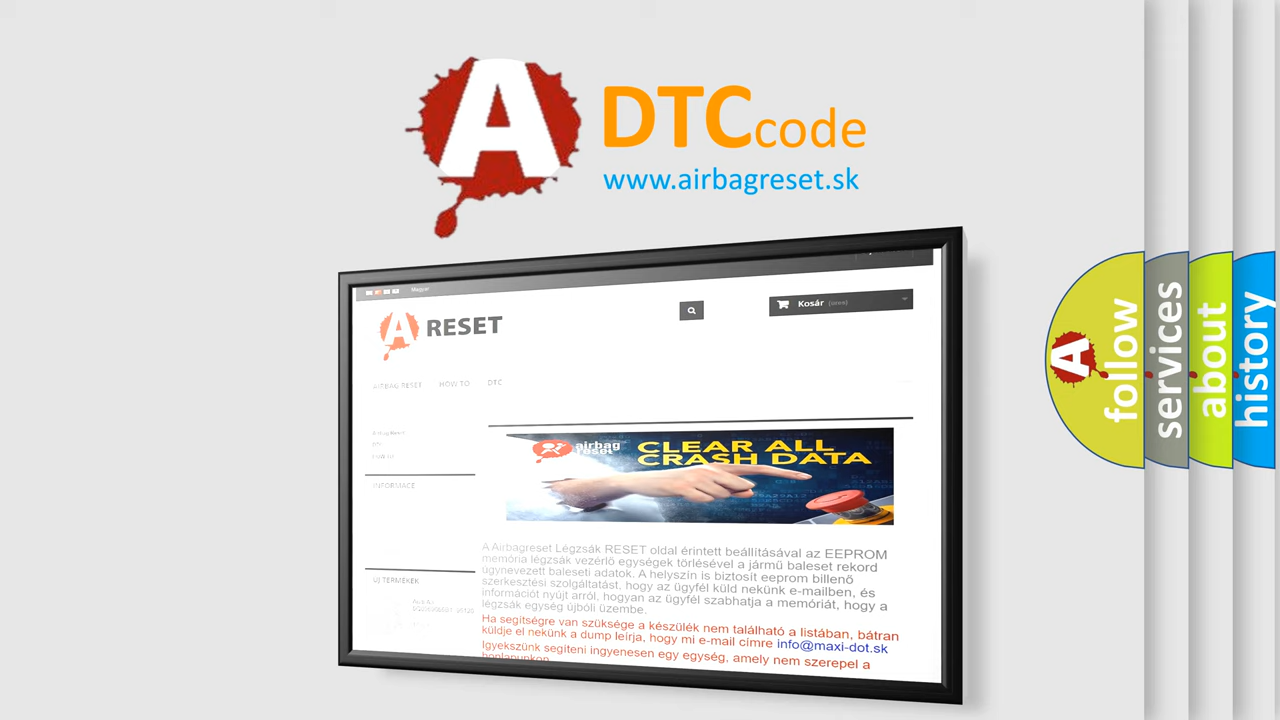 A DTCcode
www.airbagreset.sk
Magyar
A RESET
Kosár (üres)
AIRBAG RESET HOW TO DTC
Airbag Reset
DTC
INFORMACE
airbag
reset
CLEAR ALL
CRASH DATA
A Airbagreset Légzsák RESET oldal érintett beállításával az EEPROM
memória légzsák vezérlő egységek törlésével a jármű baleset rekord
úgynevezett baleseti adatok. A helyszín is biztosít eeprom billenő
szerkesztési szolgáltatást, hogy az ügyfél küld nekünk e-mailben, és
információt nyújt arról, hogyan az ügyfél szabhatja a memóriát, hogy a
légzsák egység újbóli üzembe.
ÚJ TERMÉKEK
Ha segítségre van szüksége a készülék nem található a listában, bátran
küldje el nekünk a dump leírja, hogy mi e-mail címre info@maxi-dot.sk
Igyekszünk segíteni ingyenesen egy egység, amely nem szerepel a
honlapunkon
A follow
services
about
history